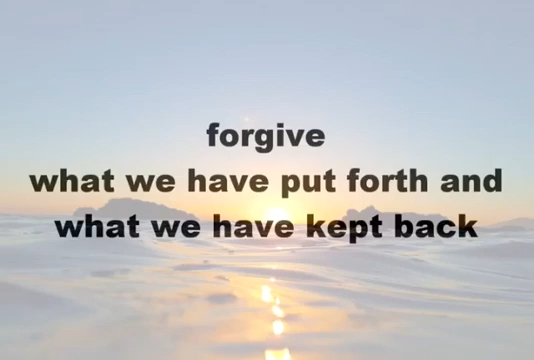 forgive
what we have put forth and
what we have kept back